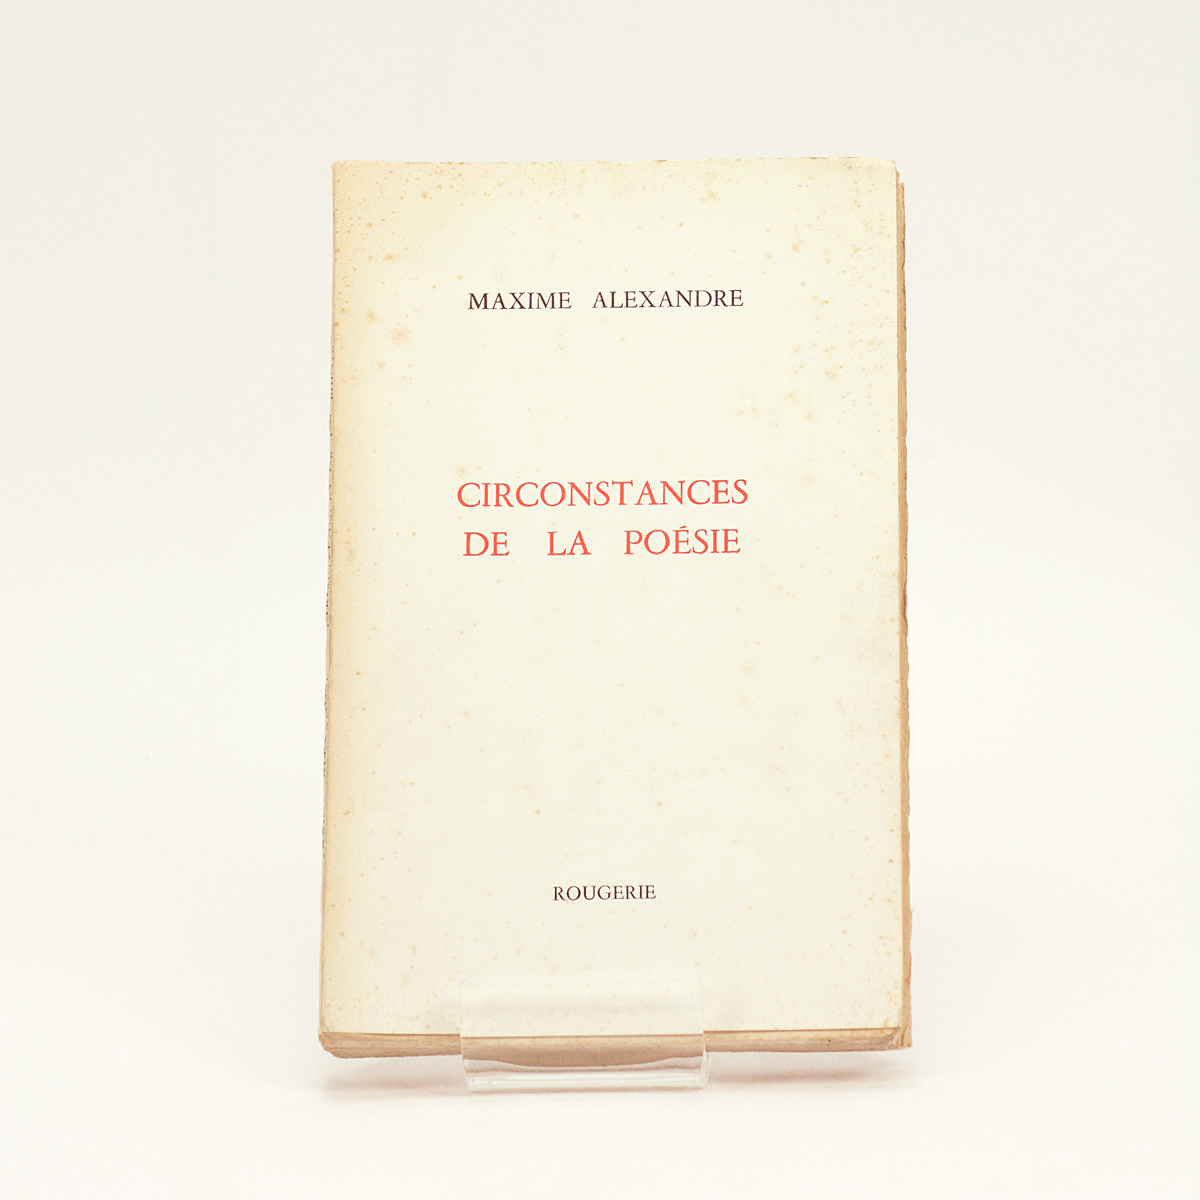 MAXIME ALEXANDRE
CIRCONSTANCES
DE LA POÉSIE
ROUGERIE